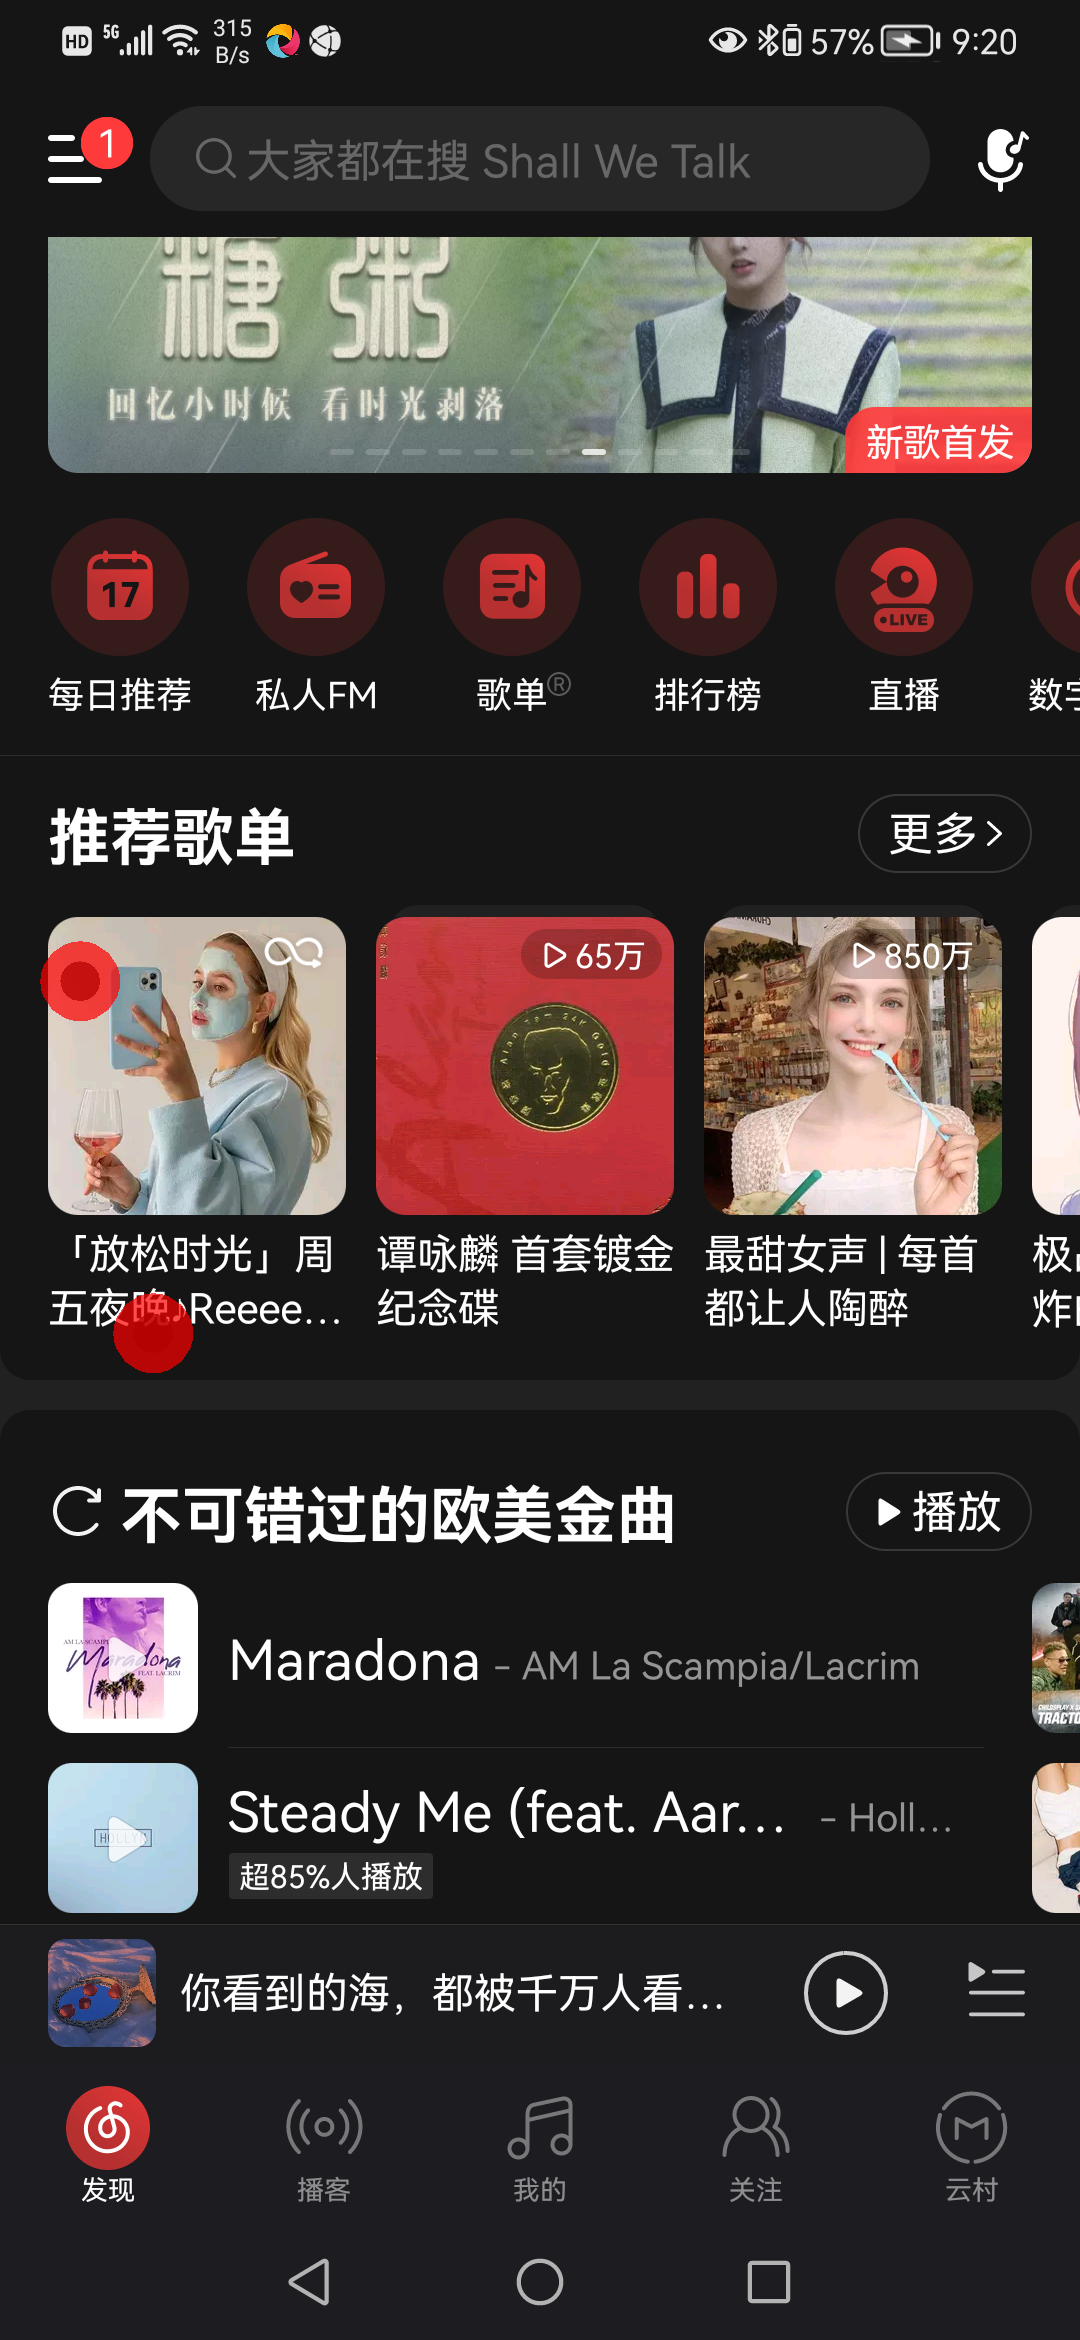 HD 5G 315 B/s 57% 9:20
1
大家都在搜 Shall We Talk
糖粥
回忆小时候 看时光剥落
新歌首发
17
LIVE
每日推荐 私人FM 歌单® 排行榜 直播
推荐歌单
更多
65万
850万
「放松时光」周
五夜晚♪Reeee...
谭咏麟 首套镀金
纪念碟
最甜女声 | 每首
都让人陶醉
不可错过的欧美金曲
播放
AM LA SCAMPIA
Maradona
FEAT. LACRIM
Maradona - AM La Scampia/Lacrim
Steady Me (feat. Aar... - Holl...
超85%人播放
你看到的海，都被千万人看...
发现 播客 我的 关注 云村